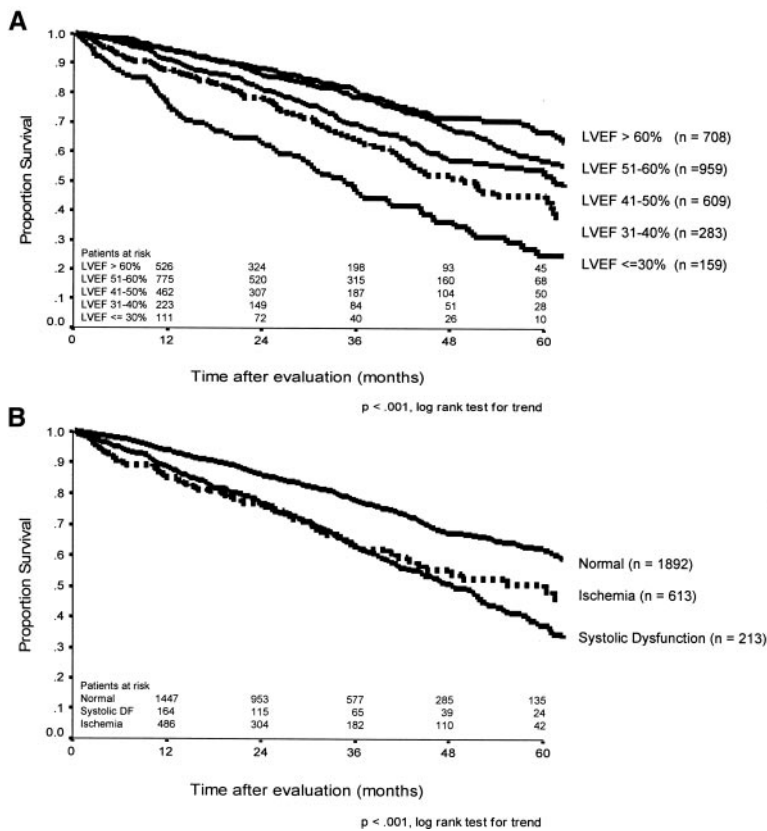 A
1.0
.9
.8
.7
.6
.5
.4
.3
.2
.1
0.0
Proportion Survival
LVEF > 60% (n = 708)
LVEF 51-60% (n =959)
LVEF 41-50% (n = 609)
LVEF 31-40% (n =283)
LVEF <=30% (n =159)
Patients at risk
LVEF > 60% 526 324 198 93 45
LVEF 51-60% 775 520 315 160 68
LVEF 41-50% 462 307 187 104 50
LVEF 31-40% 223 149 84 51 28
LVEF <= 30% 111 72 40 26 10
0 12 24 36 48 60
Time after evaluation (months)
p < .001, log rank test for trend
B
1.0
.9
.8
.7
.6
.5
.4
.3
.2
.1
0.0
Proportion Survival
Normal (n = 1892)
Ischemia (n = 613)
Systolic Dysfunction (n = 213)
Patients at risk
Normal 1447 953 577 285 135
Systolic DF 164 115 65 39 24
Ischemia 486 304 182 110 42
0 12 24 36 48 60
Time after evaluation (months)
p < .001, log rank test for trend